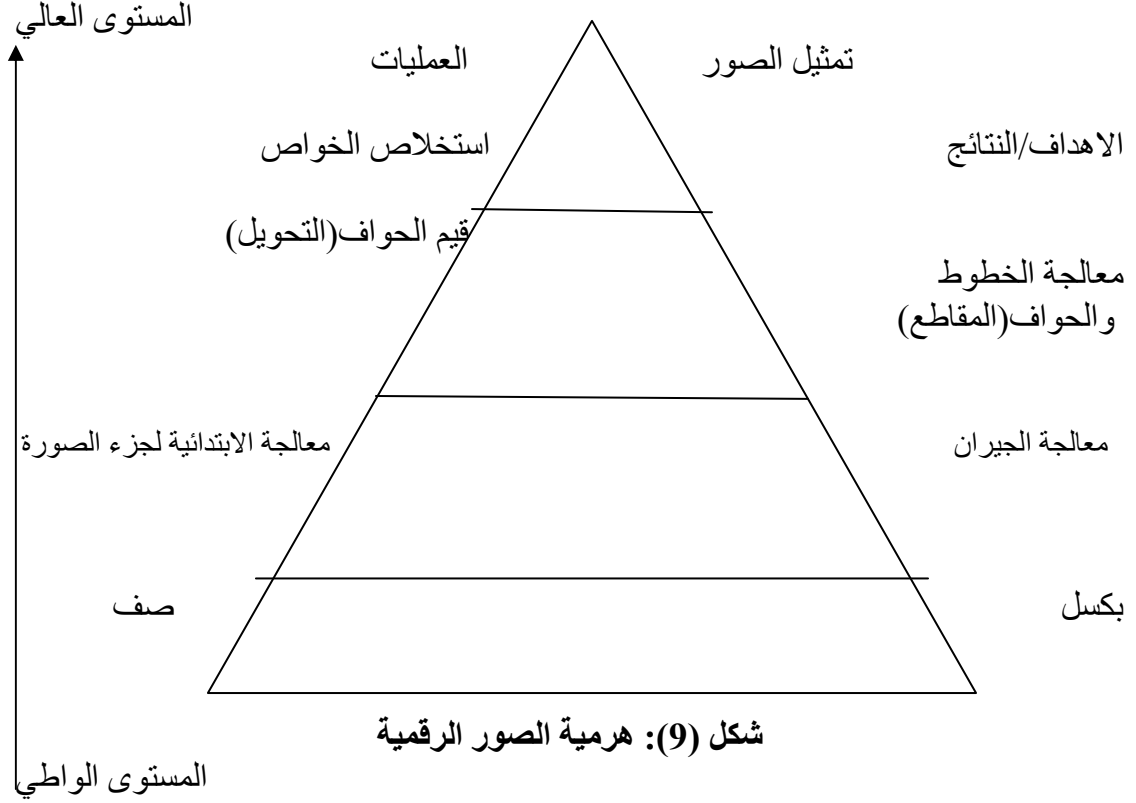 المستوى العالي
تمثيل الصور
العمليات
الاهداف/النتائج
استخلاص الخواص
قيم الحواف(التحويل)
معالجة الخطوط
والحواف(المقاطع)
معالجة الجيران
معالجة الابتدائية لجزء الصورة
بكسل
صف
شكل (9): هرمية الصور الرقمية
المستوى الواطي